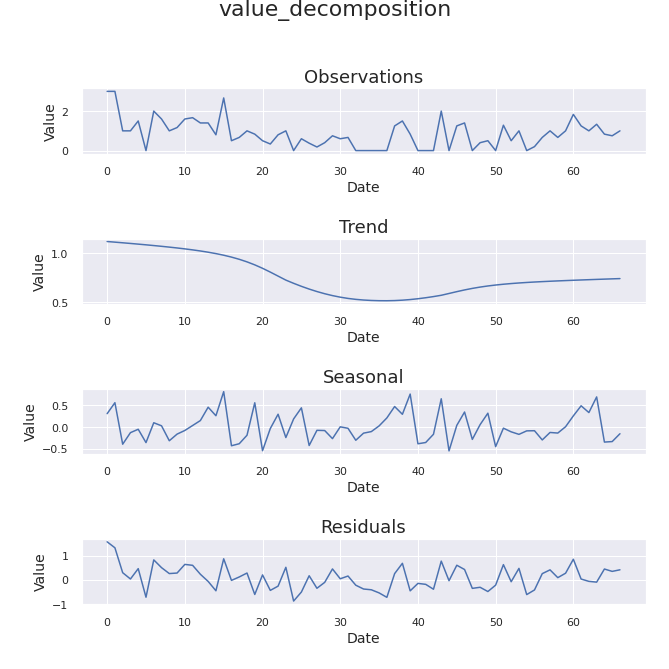 value_decomposition
Observations
2
0
Value
0 10 20 30 40 50 60
Date
Trend
1.0
0.5
Value
0 10 20 30 40 50 60
Date
Seasonal
0.5
0.0
−0.5
Value
0 10 20 30 40 50 60
Date
Residuals
1
0
−1
Value
0 10 20 30 40 50 60
Date